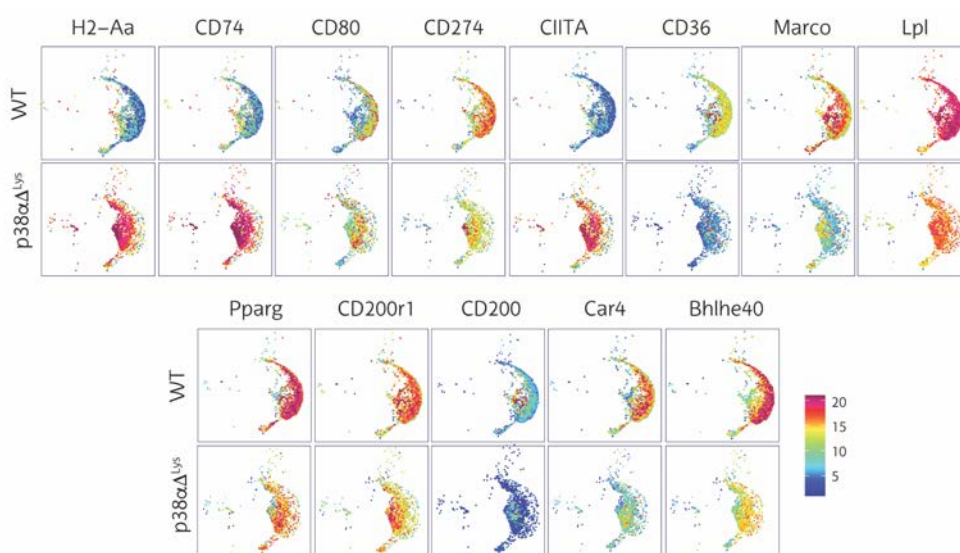 H2–Aa CD74 CD80 CD274 CIITA CD36 Marco Lpl
WT
p38αΔLys
Pparg CD200r1 CD200 Car4 Bhlhe40
WT
p38αΔLys
20
15
10
5